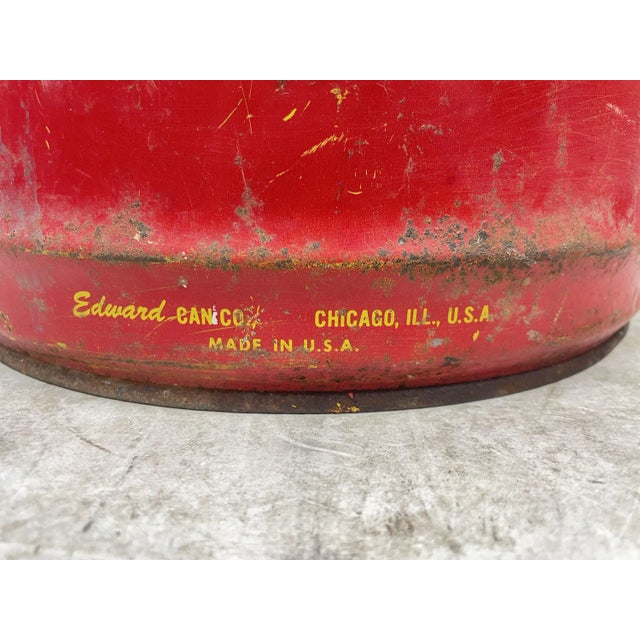 Edward CAN CO., CHICAGO, ILL., U.S.A.
MADE IN U.S.A.